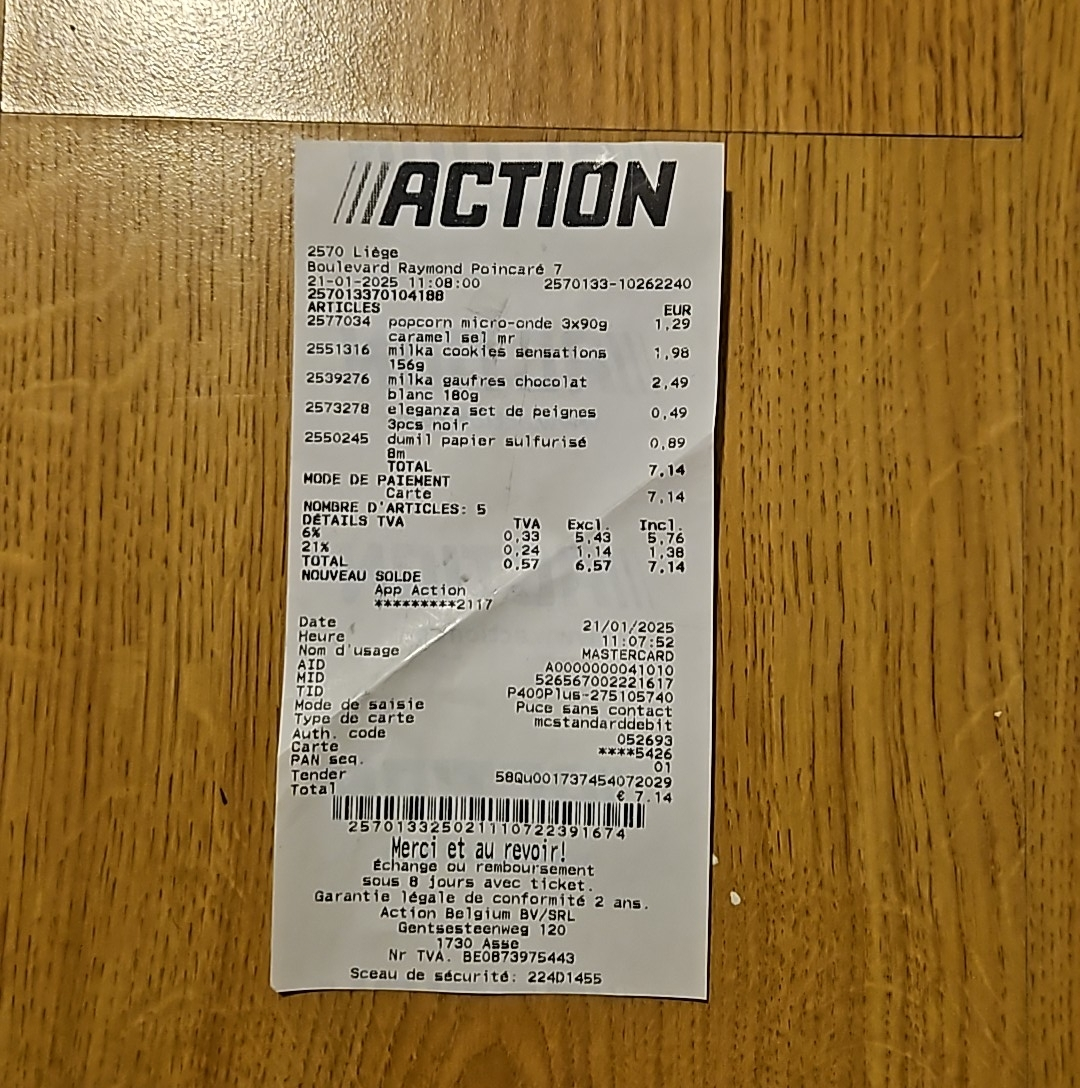 ///ACTION
2570 Liège
Boulevard Raymond Poincaré 7
21-01-2025 11:08:00 2570133-10262240
257013370104188
ARTICLES EUR
2577034 popcorn micro-onde 3x90g 1,29
caramel sel mr
2551316 milka cookies sensations 1,98
156g
2539276 milka gaufres chocolat 2,49
blanc 180g
2573278 eleganza set de peignes 0,49
3pcs noir
2550245 dumil papier sulfurisé 0,89
8m
TOTAL 7,14
MODE DE PAIEMENT
Carte 7,14
NOMBRE D'ARTICLES: 5
DÉTAILS TVA TVA Excl. Incl.
6% 0,33 5,43 5,76
21% 0,24 1,14 1,38
TOTAL 0,57 6,57 7,14
NOUVEAU SOLDE
App Action
*********2117
Date 21/01/2025
Heure 11:07:52
Nom d'usage MASTERCARD
AID A0000000041010
MID 526567002221617
TID P400Plus-275105740
Mode de saisie Puce sans contact
Type de carte mcstandarddebit
Auth. code 052693
Carte ****5426
PAN seq. 01
Tender 58Qu001737454072029
Total € 7.14
257013325021110722391674
Merci et au revoir!
Échange ou remboursement
sous 8 jours avec ticket.
Garantie légale de conformité 2 ans.
Action Belgium BV/SRL
Gentsesteenweg 120
1730 Asse
Nr TVA. BE0873975443
Sceau de sécurité: 224D1455